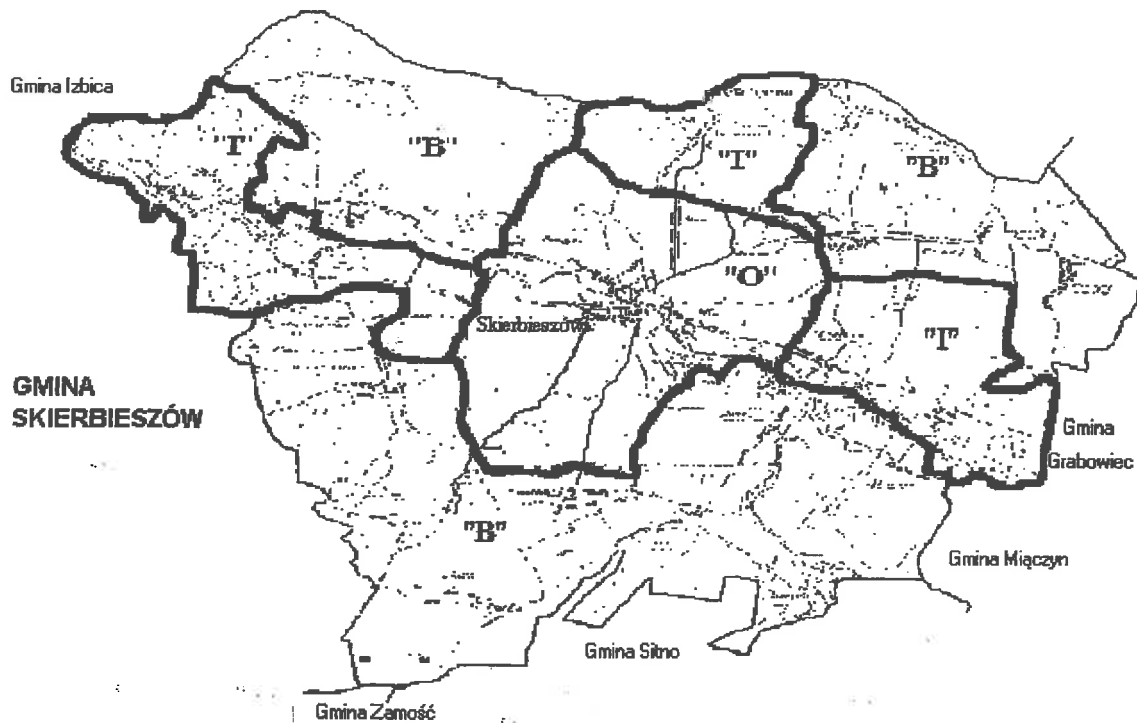 Gmina Izbica
"I"
"B"
"I"
"B"
"O"
Skierbieszów
"I"
GMINA
SKIERBIESZÓW
Gmina
Grabowiec
"B"
Gmina Miączyn
Gmina Sitno
Gmina Zamość